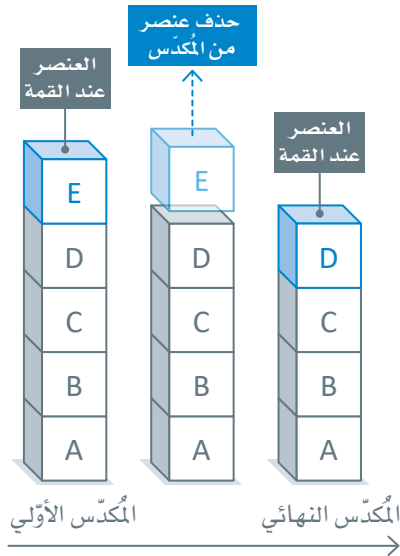 العنصر
عند القمة
E
D
C
B
A
المُكدّس الأوّلي
حذف عنصر
من المُكدّس
E
D
C
B
A
العنصر
عند القمة
D
C
B
A
المُكدّس النهائي